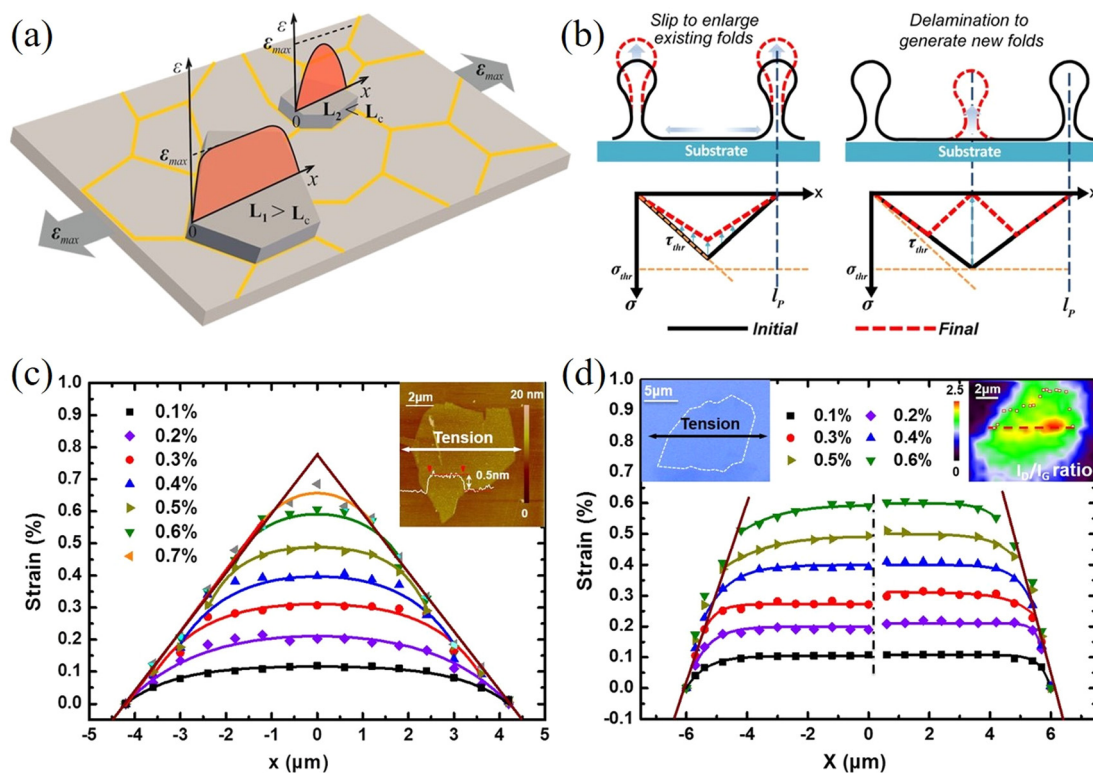 (a)
ε
ε_max
ε
ε_max
x
0
L₂ < L_c
ε_max
x
0
L₁ > L_c
ε_max
(b)
Slip to enlarge
existing folds
Delamination to
generate new folds
Substrate
Substrate
x
x
τ_thr
τ_thr
σ_thr
σ_thr
σ
l_P
σ
l_P
Initial
Final
(c)
1.0
0.9
0.8
0.7
0.6
0.5
0.4
0.3
0.2
0.1
0.0
Strain (%)
0.1%
0.2%
0.3%
0.4%
0.5%
0.6%
0.7%
2μm
20 nm
Tension
0.5nm
0
-5 -4 -3 -2 -1 0 1 2 3 4 5
x (μm)
(d)
1.0
0.9
0.8
0.7
0.6
0.5
0.4
0.3
0.2
0.1
0.0
-0.1
Strain (%)
5μm
Tension
0.1% 0.2%
0.3% 0.4%
0.5% 0.6%
2.5
2μm
0
I_D/I_G ratio
-6 -4 -2 0 2 4 6
X (μm)